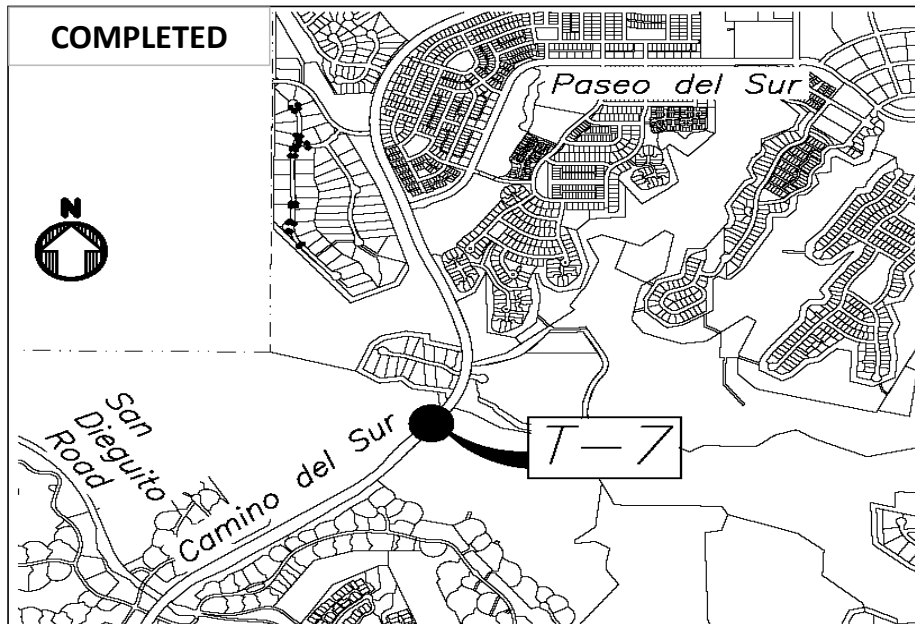 COMPLETED
Paseo del Sur
N
San
Dieguito
Road
Camino del Sur
T-7